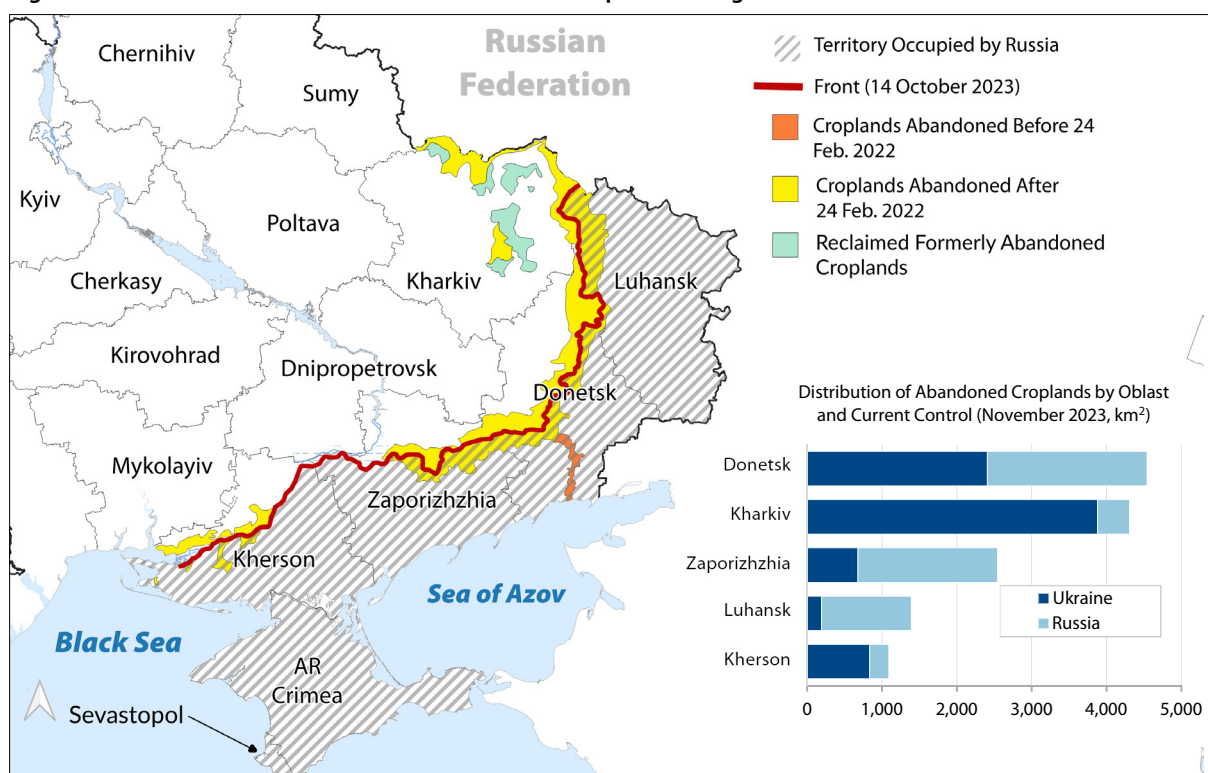 Russian
Federation
Chernihiv
Sumy
Kyiv
Poltava
Cherkasy
Kharkiv
Luhansk
Kirovohrad
Dnipropetrovsk
Donetsk
Mykolayiv
Zaporizhzhia
Kherson
Sea of Azov
Black Sea
AR
Crimea
Sevastopol
Territory Occupied by Russia
Front (14 October 2023)
Croplands Abandoned Before 24
Feb. 2022
Croplands Abandoned After
24 Feb. 2022
Reclaimed Formerly Abandoned
Croplands
Distribution of Abandoned Croplands by Oblast
and Current Control (November 2023, km²)
Donetsk
Kharkiv
Zaporizhzhia
Luhansk
Kherson
Ukraine
Russia
0 1,000 2,000 3,000 4,000 5,000